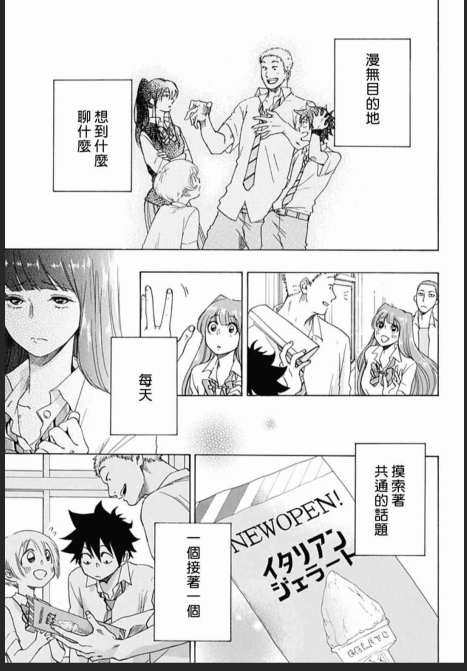 漫無目的地
想到什麼
聊什麼
每天
摸索著
共通的話題
NEWOPEN!
イタリアン
ジェラート
一個接著一個